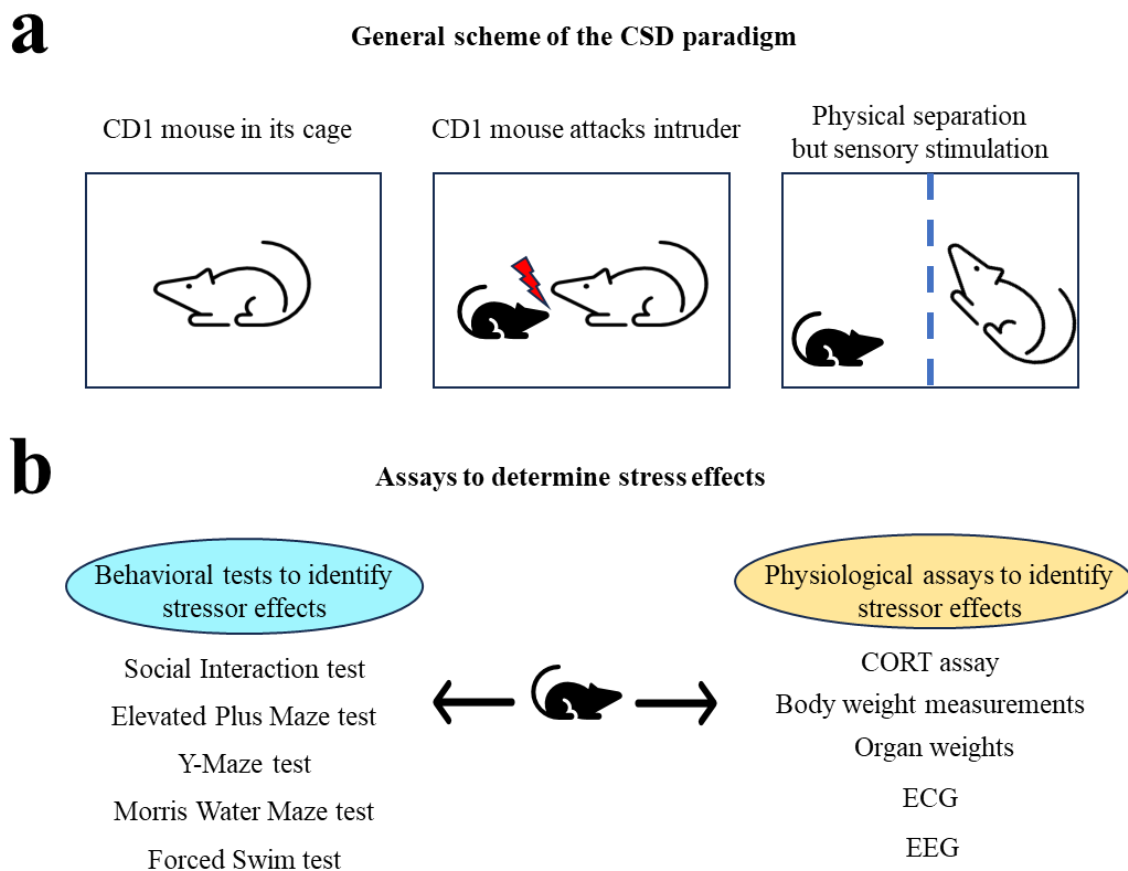 a
General scheme of the CSD paradigm
CD1 mouse in its cage
CD1 mouse attacks intruder
Physical separation
but sensory stimulation
b
Assays to determine stress effects
Behavioral tests to identify
stressor effects
Social Interaction test
Elevated Plus Maze test
Y-Maze test
Morris Water Maze test
Forced Swim test
Physiological assays to identify
stressor effects
CORT assay
Body weight measurements
Organ weights
ECG
EEG